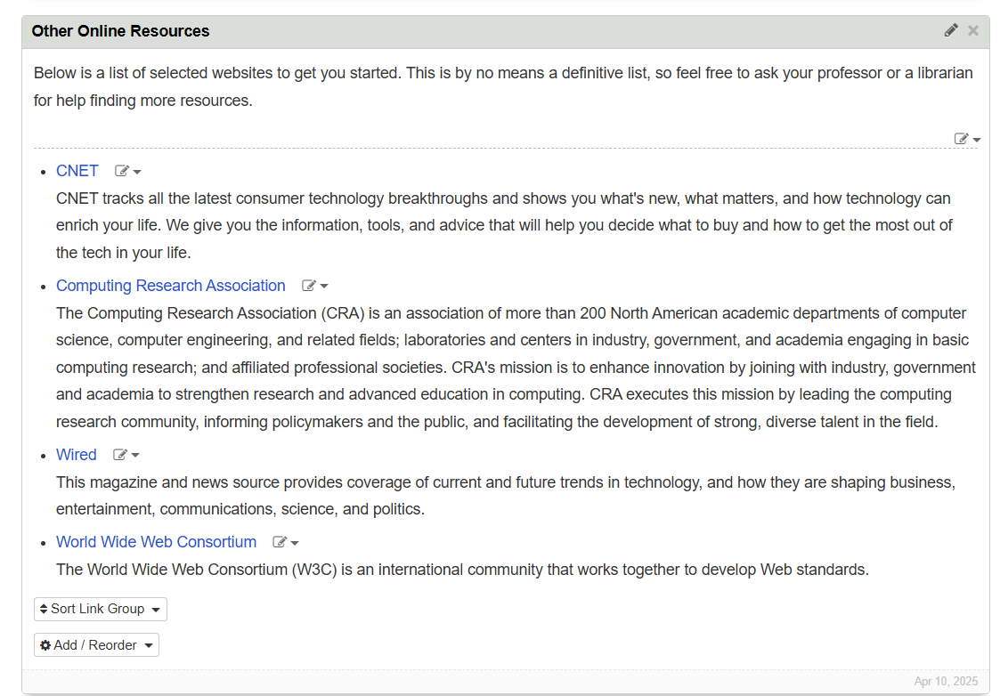 Other Online Resources
Below is a list of selected websites to get you started. This is by no means a definitive list, so feel free to ask your professor or a librarian
for help finding more resources.
CNET
CNET tracks all the latest consumer technology breakthroughs and shows you what's new, what matters, and how technology can
enrich your life. We give you the information, tools, and advice that will help you decide what to buy and how to get the most out of
the tech in your life.
Computing Research Association
The Computing Research Association (CRA) is an association of more than 200 North American academic departments of computer
science, computer engineering, and related fields; laboratories and centers in industry, government, and academia engaging in basic
computing research; and affiliated professional societies. CRA's mission is to enhance innovation by joining with industry, government
and academia to strengthen research and advanced education in computing. CRA executes this mission by leading the computing
research community, informing policymakers and the public, and facilitating the development of strong, diverse talent in the field.
Wired
This magazine and news source provides coverage of current and future trends in technology, and how they are shaping business,
entertainment, communications, science, and politics.
World Wide Web Consortium
The World Wide Web Consortium (W3C) is an international community that works together to develop Web standards.
Sort Link Group
Add / Reorder
Apr 10, 2025